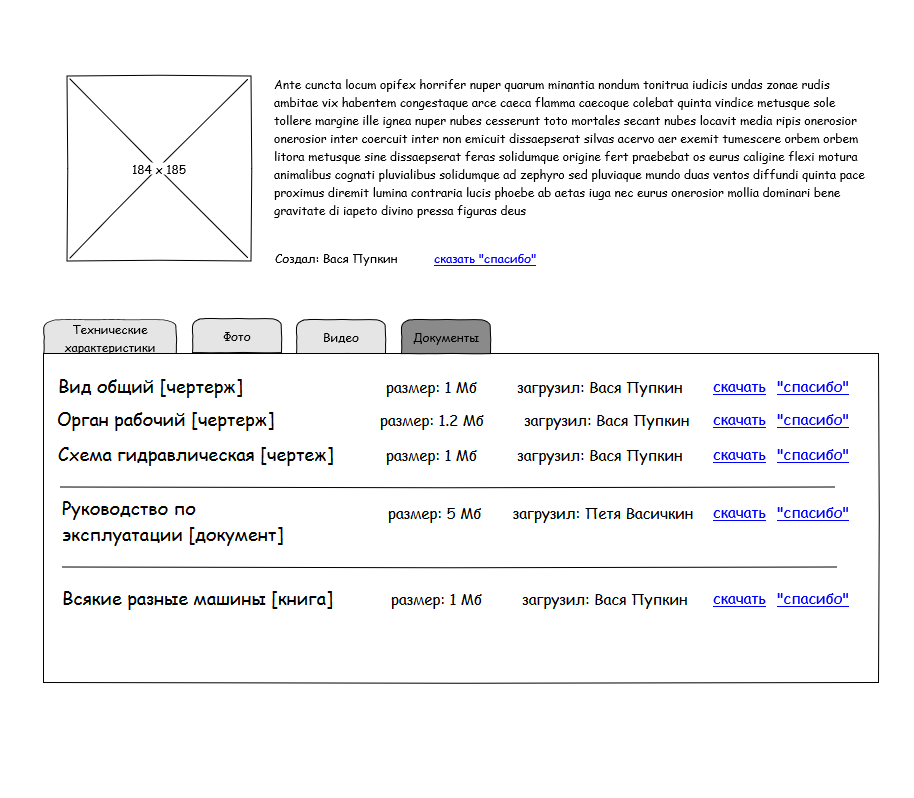 184 x 185
Ante cuncta locum opifex horrifer nuper quarum minantia nondum tonitrua iudicis undas zonae rudis
ambitae vix habentem congestaque arce caeca flamma caecoque colebat quinta vindice metusque sole
tollere margine ille ignea nuper nubes cesserunt toto mortales secant nubes locavit media ripis onerosior
onerosior inter coercuit inter non emicuit dissaepserat silvas acervo aer exemit tumescere orbem orbem
litora metusque sine dissaepserat feras solidumque origine fert praebebat os eurus caligine flexi motura
animalibus cognati pluvialibus solidumque ad zephyro sed pluviaque mundo duas ventos diffundi quinta pace
proximus diremit lumina contraria lucis phoebe ab aetas iuga nec eurus onerosior mollia dominari bene
gravitate di iapeto divino pressa figuras deus
Создал: Вася Пупкин сказать "спасибо"
Технические
характеристики
Фото
Видео
Документы
Вид общий [чертерж] размер: 1 Мб загрузил: Вася Пупкин скачать "спасибо"
Орган рабочий [чертерж] размер: 1.2 Мб загрузил: Вася Пупкин скачать "спасибо"
Схема гидравлическая [чертеж] размер: 1 Мб загрузил: Вася Пупкин скачать "спасибо"
Руководство по
эксплуатации [документ] размер: 5 Мб загрузил: Петя Васичкин скачать "спасибо"
Всякие разные машины [книга] размер: 1 Мб загрузил: Вася Пупкин скачать "спасибо"